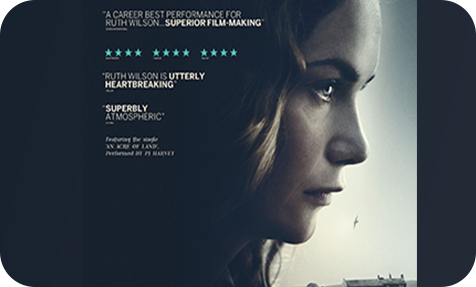 "A CAREER BEST PERFORMANCE FOR
RUTH WILSON...SUPERIOR FILM-MAKING"
"RUTH WILSON IS UTTERLY
HEARTBREAKING"
"SUPERBLY
ATMOSPHERIC"
Featuring the single
'AN ACRE OF LAND',
Performed BY PJ HARVEY